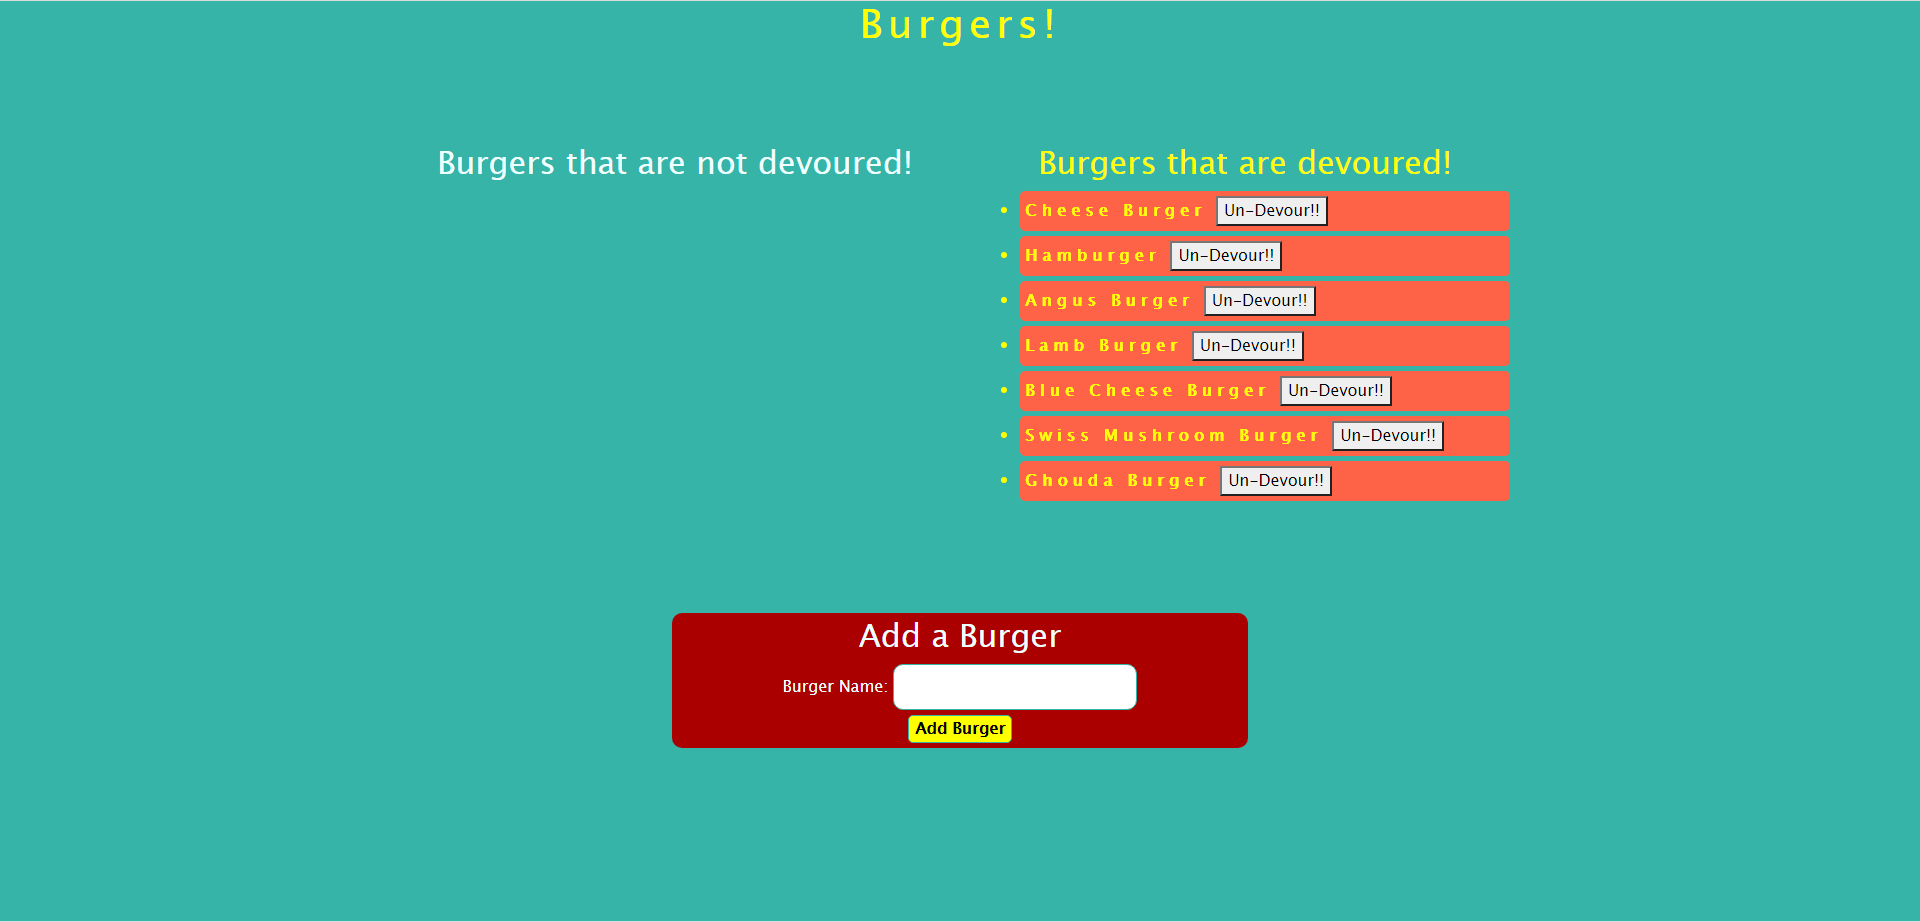 Burgers!
Burgers that are not devoured!
Burgers that are devoured!
Cheese Burger Un-Devour!!
Hamburger Un-Devour!!
Angus Burger Un-Devour!!
Lamb Burger Un-Devour!!
Blue Cheese Burger Un-Devour!!
Swiss Mushroom Burger Un-Devour!!
Ghouda Burger Un-Devour!!
Add a Burger
Burger Name:
Add Burger